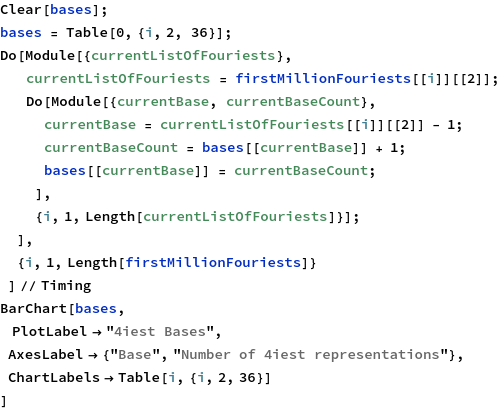 Clear[bases];
bases = Table[0, {i, 2, 36}];
Do[Module[{currentListOfFouriests},
currentListOfFouriests = firstMillionFouriests[[i]][[2]];
Do[Module[{currentBase, currentBaseCount},
currentBase = currentListOfFouriests[[i]][[2]] - 1;
currentBaseCount = bases[[currentBase]] + 1;
bases[[currentBase]] = currentBaseCount;
],
{i, 1, Length[currentListOfFouriests]}];
],
{i, 1, Length[firstMillionFouriests]}
] // Timing
BarChart[bases,
PlotLabel → "4iest Bases",
AxesLabel → {"Base", "Number of 4iest representations"},
ChartLabels → Table[i, {i, 2, 36}]
]